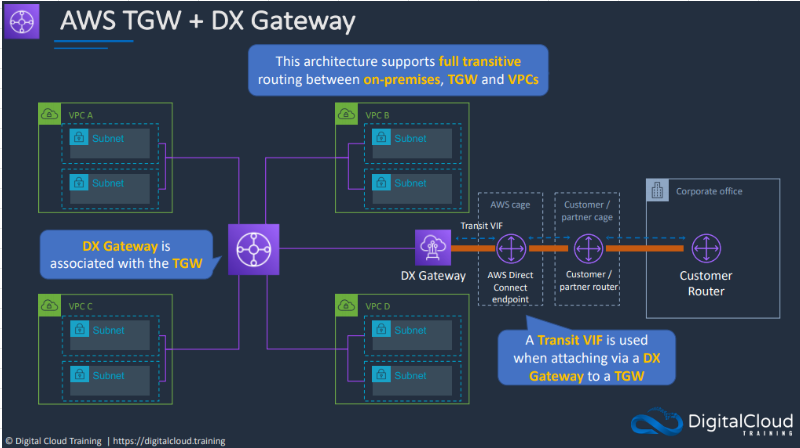 AWS TGW + DX Gateway
This architecture supports full transitive
routing between on-premises, TGW and VPCs
VPC A
Subnet
Subnet
VPC B
Subnet
Subnet
DX Gateway is
associated with the TGW
DX Gateway
Transit VIF
AWS cage
AWS Direct
Connect
endpoint
Customer /
partner cage
Customer /
partner router
Corporate office
Customer
Router
VPC C
Subnet
Subnet
VPC D
Subnet
Subnet
A Transit VIF is used
when attaching via a DX
Gateway to a TGW
© Digital Cloud Training | https://digitalcloud.training
DigitalCloud
TRAINING